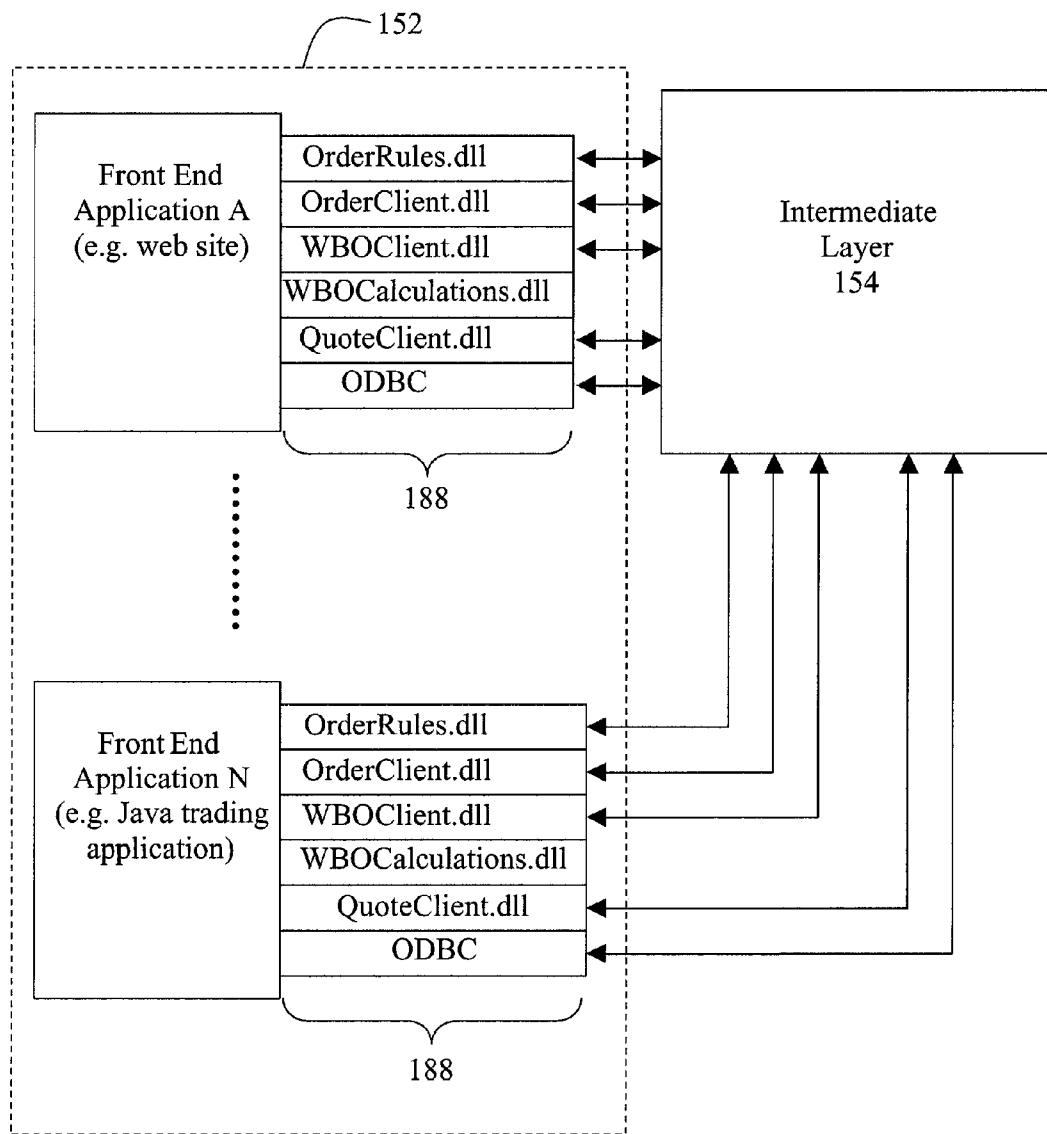 152
Front End
Application A
(e.g. web site)
OrderRules.dll
OrderClient.dll
WBOClient.dll
WBOCalculations.dll
QuoteClient.dll
ODBC
Intermediate
Layer
154
188
Front End
Application N
(e.g. Java trading
application)
OrderRules.dll
OrderClient.dll
WBOClient.dll
WBOCalculations.dll
QuoteClient.dll
ODBC
188